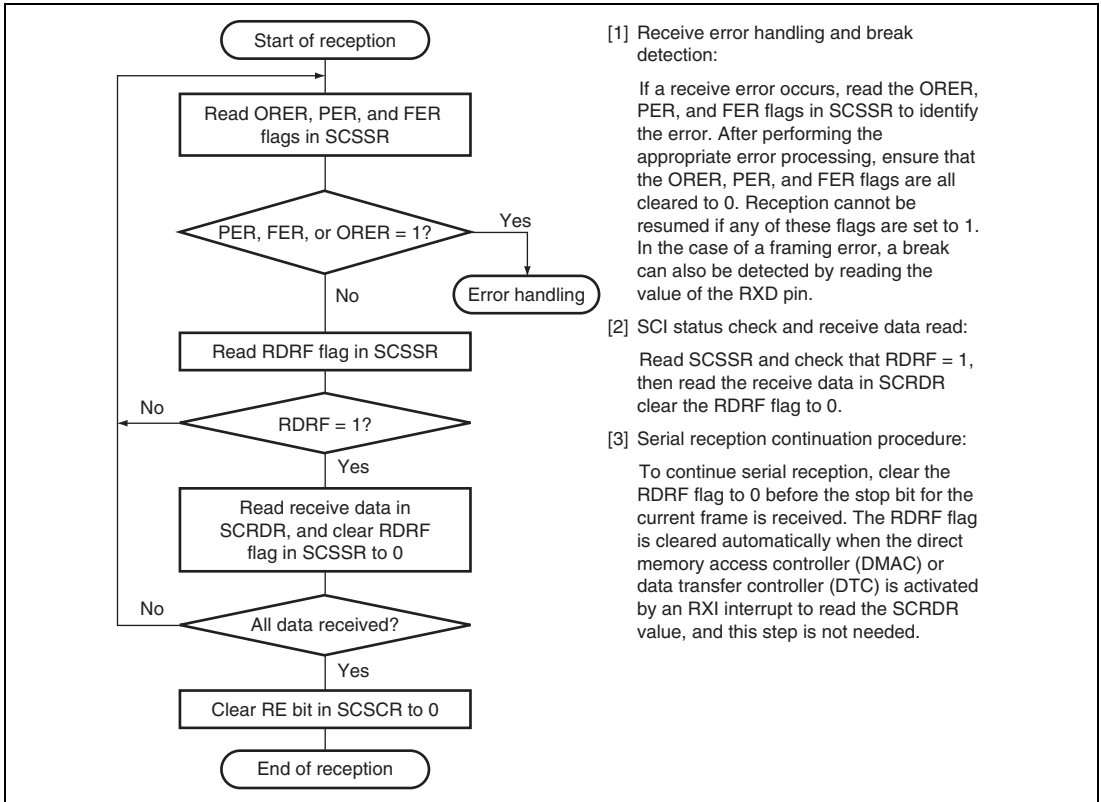 Start of reception
Read ORER, PER, and FER
flags in SCSSR
PER, FER, or ORER = 1?
Yes
Error handling
No
Read RDRF flag in SCSSR
No
RDRF = 1?
Yes
Read receive data in
SCRDR, and clear RDRF
flag in SCSSR to 0
No
All data received?
Yes
Clear RE bit in SCSCR to 0
End of reception
[1] Receive error handling and break
detection:
If a receive error occurs, read the ORER,
PER, and FER flags in SCSSR to identify
the error. After performing the
appropriate error processing, ensure that
the ORER, PER, and FER flags are all
cleared to 0. Reception cannot be
resumed if any of these flags are set to 1.
In the case of a framing error, a break
can also be detected by reading the
value of the RXD pin.
[2] SCI status check and receive data read:
Read SCSSR and check that RDRF = 1,
then read the receive data in SCRDR
clear the RDRF flag to 0.
[3] Serial reception continuation procedure:
To continue serial reception, clear the
RDRF flag to 0 before the stop bit for the
current frame is received. The RDRF flag
is cleared automatically when the direct
memory access controller (DMAC) or
data transfer controller (DTC) is activated
by an RXI interrupt to read the SCRDR
value, and this step is not needed.